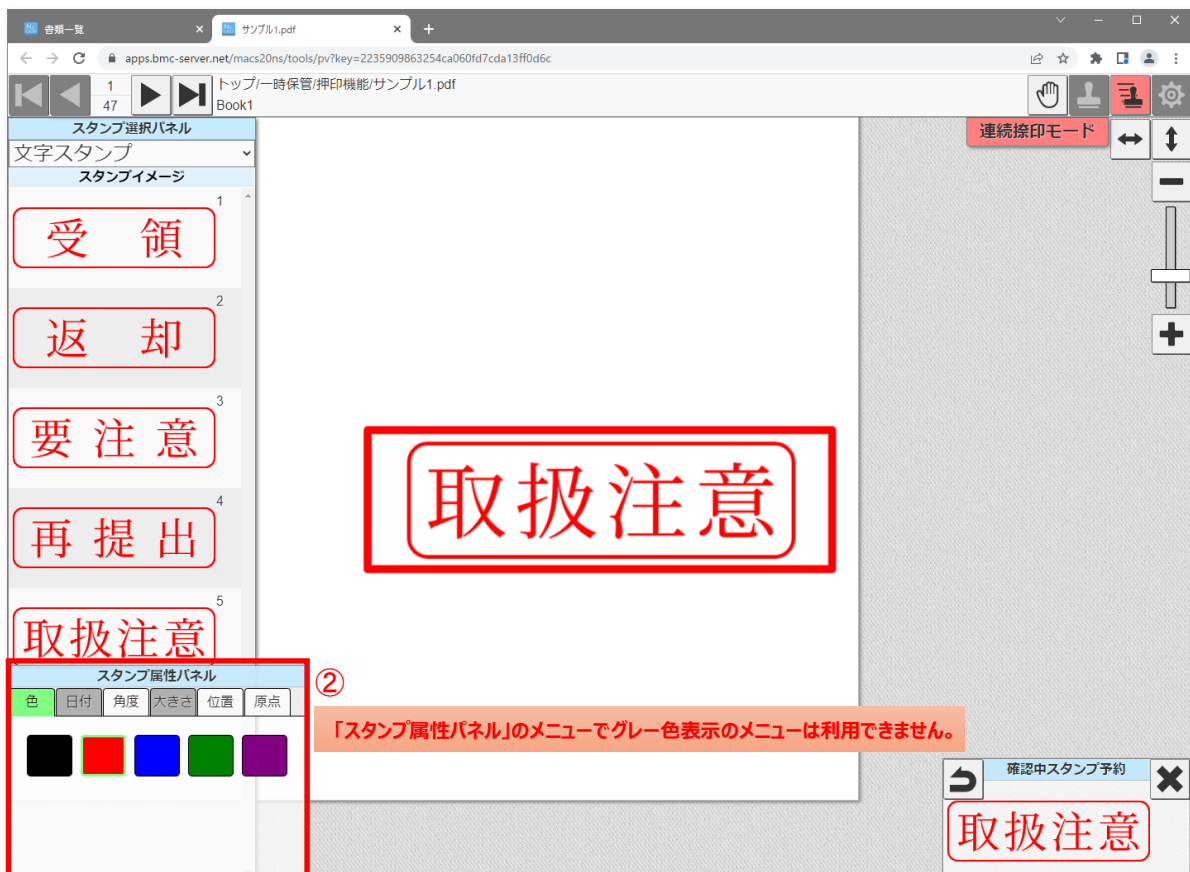 書類一覧
サンプル1.pdf
apps.bmc-server.net/macs20ns/tools/pv?key=2235909863254ca060fd7cda13ff0d6c
1
47
トップ/一時保管/押印機能/サンプル1.pdf
Book1
スタンプ選択パネル
文字スタンプ
スタンプイメージ
連続捺印モード
1
受 領
2
返 却
3
要 注 意
4
再 提 出
5
取扱注意
取扱注意
スタンプ属性パネル
色 日付 角度 大きさ 位置 原点
②
「スタンプ属性パネル」のメニューでグレー色表示のメニューは利用できません。
確認中スタンプ予約
取扱注意